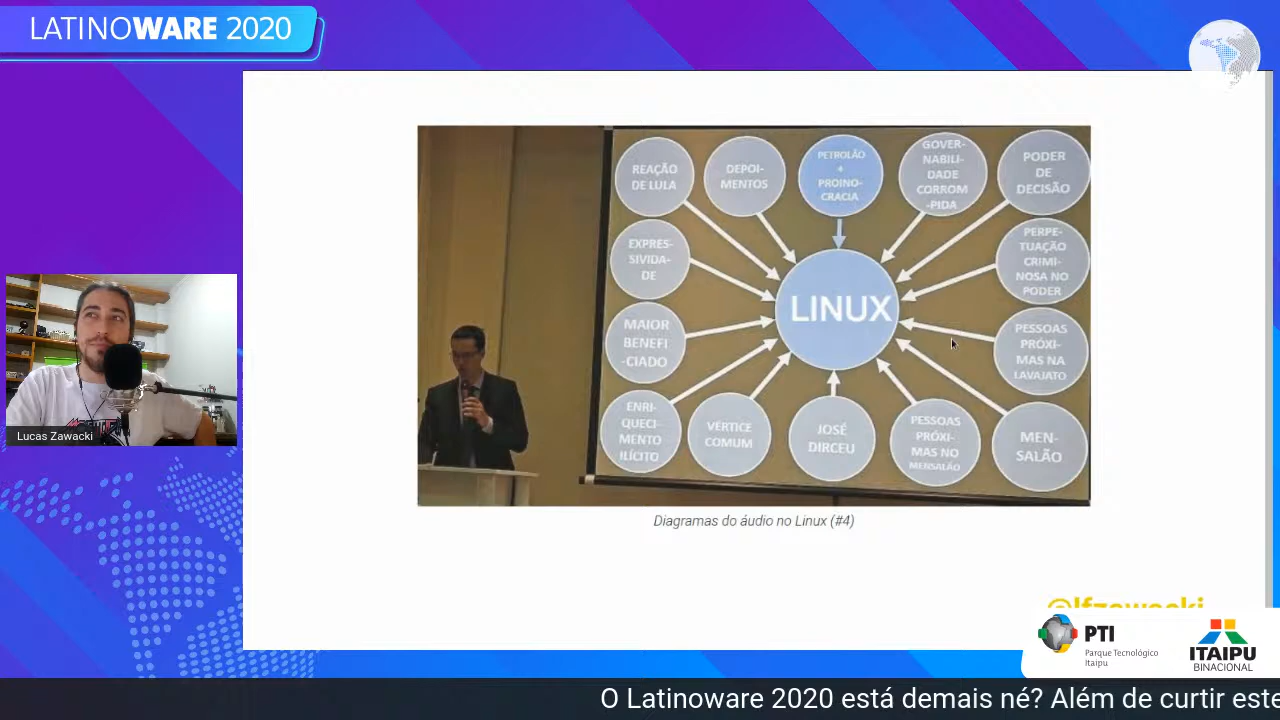 LATINOWARE 2020
REAÇÃO
DE LULA
DEPOI-
MENTOS
PETROLÃO
+
PROINO-
CRACIA
GOVER-
NABILI-
DADE
CORROM
-PIDA
PODER
DE
DECISÃO
EXPRES-
SIVIDA-
DE
LINUX
PERPE-
TUAÇÃO
CRIMI-
NOSA NO
PODER
MAIOR
BENEFI
-CIADO
PESSOAS
PRÓXI-
MAS NA
LAVAJATO
ENRI-
QUECI-
MENTO
ILÍCITO
VÉRTICE
COMUM
JOSÉ
DIRCEU
PESSOAS
PRÓXI-
MAS NO
MENSALÃO
MEN-
SALÃO
Lucas Zawacki
Diagramas do áudio no Linux (#4)
@lfzawacki
PTI
Parque Tecnológico
Itaipu
ITAIPU
BINACIONAL
O Latinoware 2020 está demais né? Além de curtir este